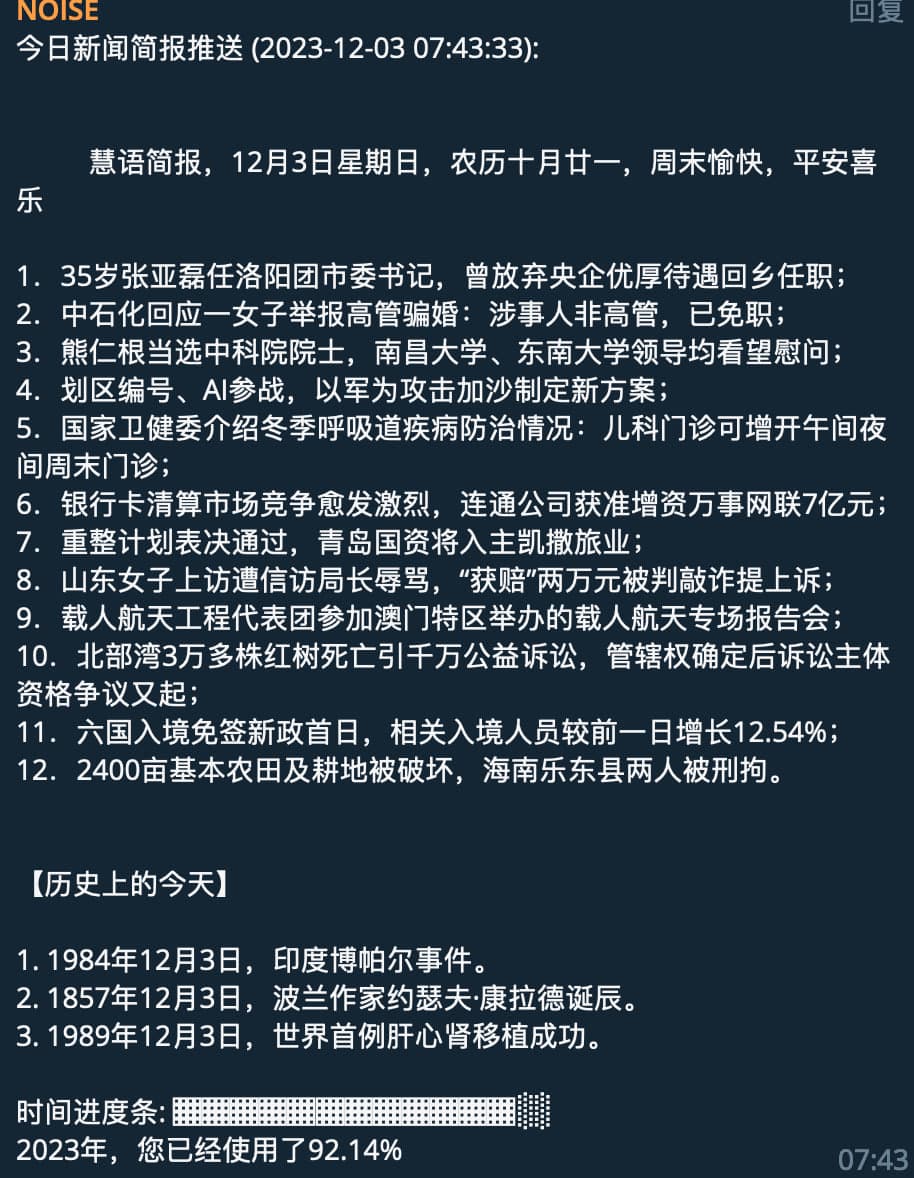 NOISE
回复
今日新闻简报推送 (2023-12-03 07:43:33):
慧语简报，12月3日星期日，农历十月廿一，周末愉快，平安喜
乐
1. 35岁张亚磊任洛阳团市委书记，曾放弃央企优厚待遇回乡任职；
2. 中石化回应一女子举报高管骗婚：涉事人非高管，已免职；
3. 熊仁根当选中科院院士，南昌大学、东南大学领导均看望慰问；
4. 划区编号、AI参战，以军为攻击加沙制定新方案；
5. 国家卫健委介绍冬季呼吸道疾病防治情况：儿科门诊可增开午间夜
间周末门诊；
6. 银行卡清算市场竞争愈发激烈，连通公司获准增资万事网联7亿元；
7. 重整计划表决通过，青岛国资将入主凯撒旅业；
8. 山东女子上访遭信访局长辱骂，“获赔”两万元被判敲诈提上诉；
9. 载人航天工程代表团参加澳门特区举办的载人航天专场报告会；
10. 北部湾3万多株红树死亡引千万公益诉讼，管辖权确定后诉讼主体
资格争议又起；
11. 六国入境免签新政首日，相关入境人员较前一日增长12.54%；
12. 2400亩基本农田及耕地被破坏，海南乐东县两人被刑拘。
【历史上的今天】
1. 1984年12月3日，印度博帕尔事件。
2. 1857年12月3日，波兰作家约瑟夫·康拉德诞辰。
3. 1989年12月3日，世界首例肝心肾移植成功。
时间进度条:
2023年，您已经使用了92.14%
07:43